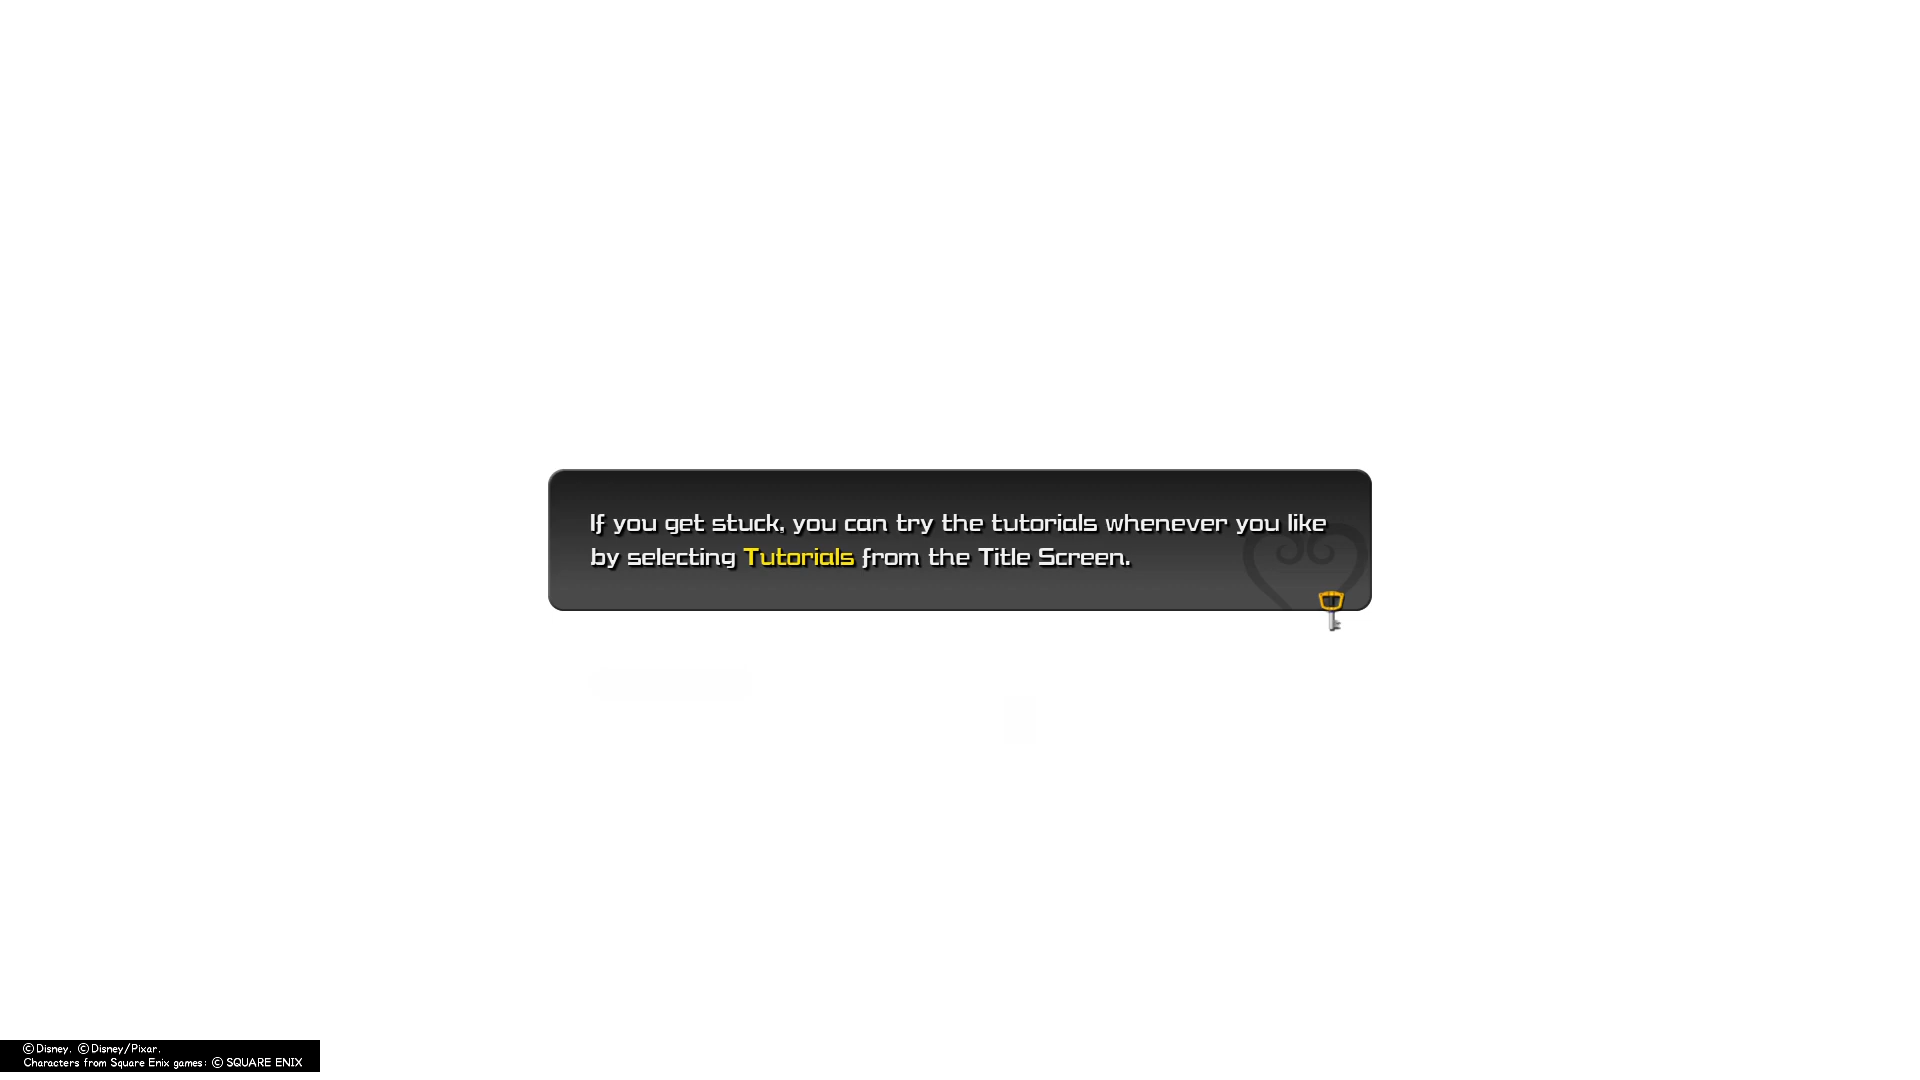 If you get stuck, you can try the tutorials whenever you like
by selecting Tutorials from the Title Screen.
©Disney. ©Disney/Pixar.
Characters from Square Enix games: © SQUARE ENIX